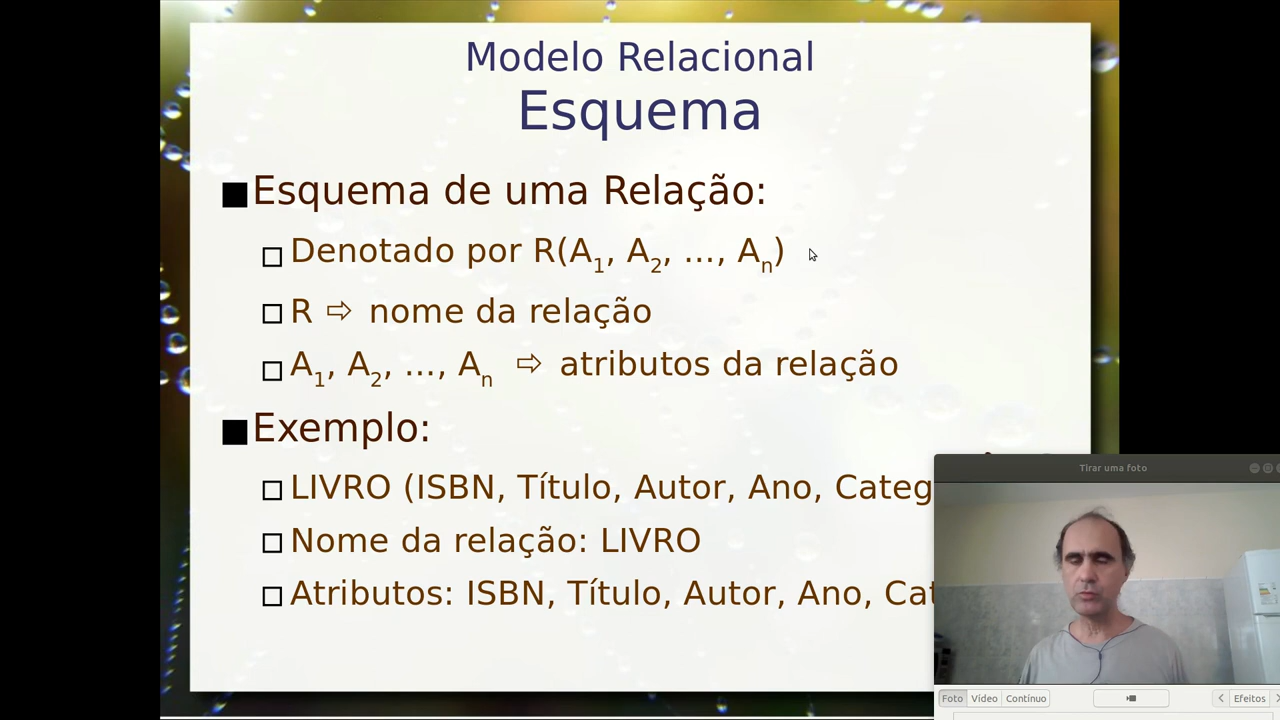 Modelo Relacional
Esquema
Esquema de uma Relação:
Denotado por R(A1, A2, ..., An)
R ⇨ nome da relação
A1, A2, ..., An ⇨ atributos da relação
Exemplo:
LIVRO (ISBN, Título, Autor, Ano, Categ
Nome da relação: LIVRO
Atributos: ISBN, Título, Autor, Ano, Cat
Tirar uma foto
Foto Vídeo Contínuo Efeitos